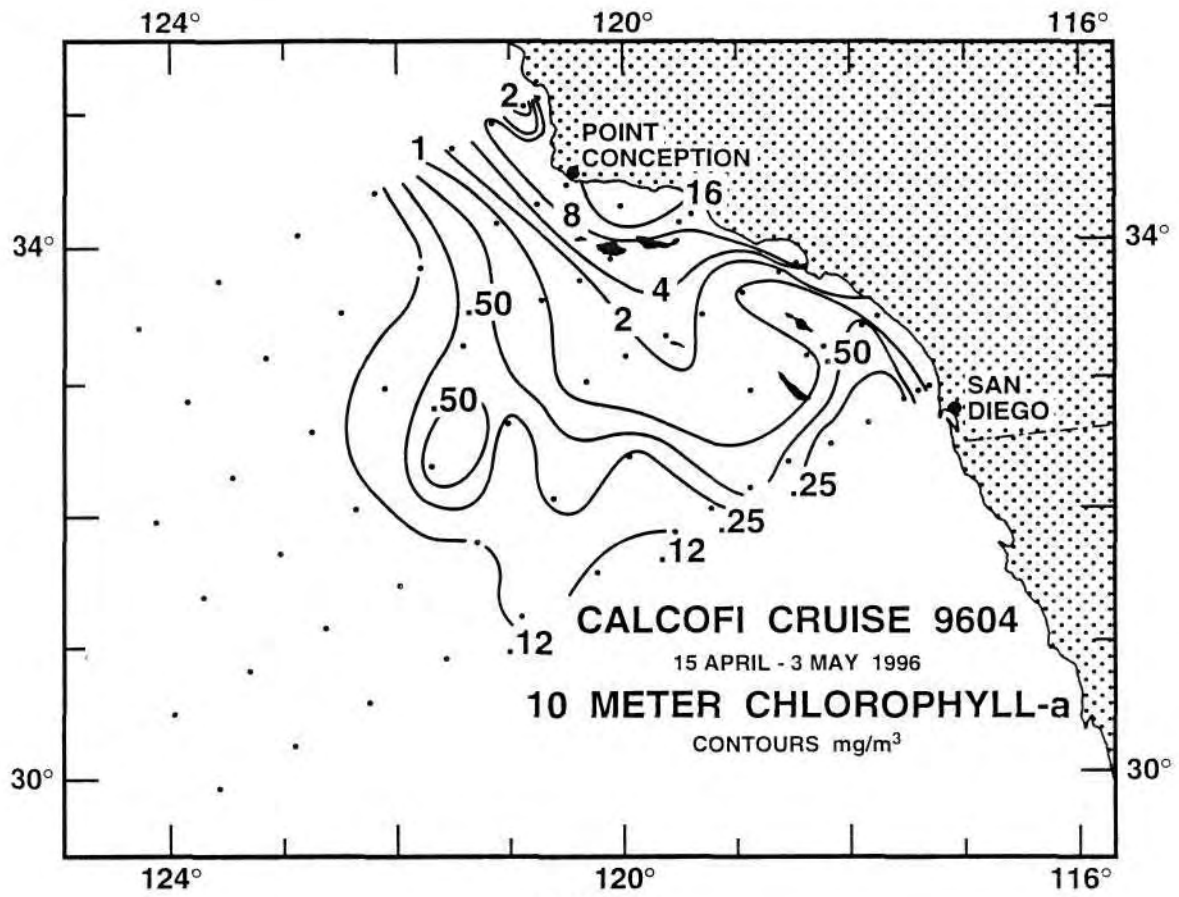 124° 120° 116°
2.
POINT
CONCEPTION
1
16
8
34° 34°
4
.50
2
.50
.50
SAN
DIEGO
.25
.25
.12
CALCOFI CRUISE 9604
.12
15 APRIL - 3 MAY 1996
10 METER CHLOROPHYLL-a
CONTOURS mg/m³
30° 30°
124° 120° 116°